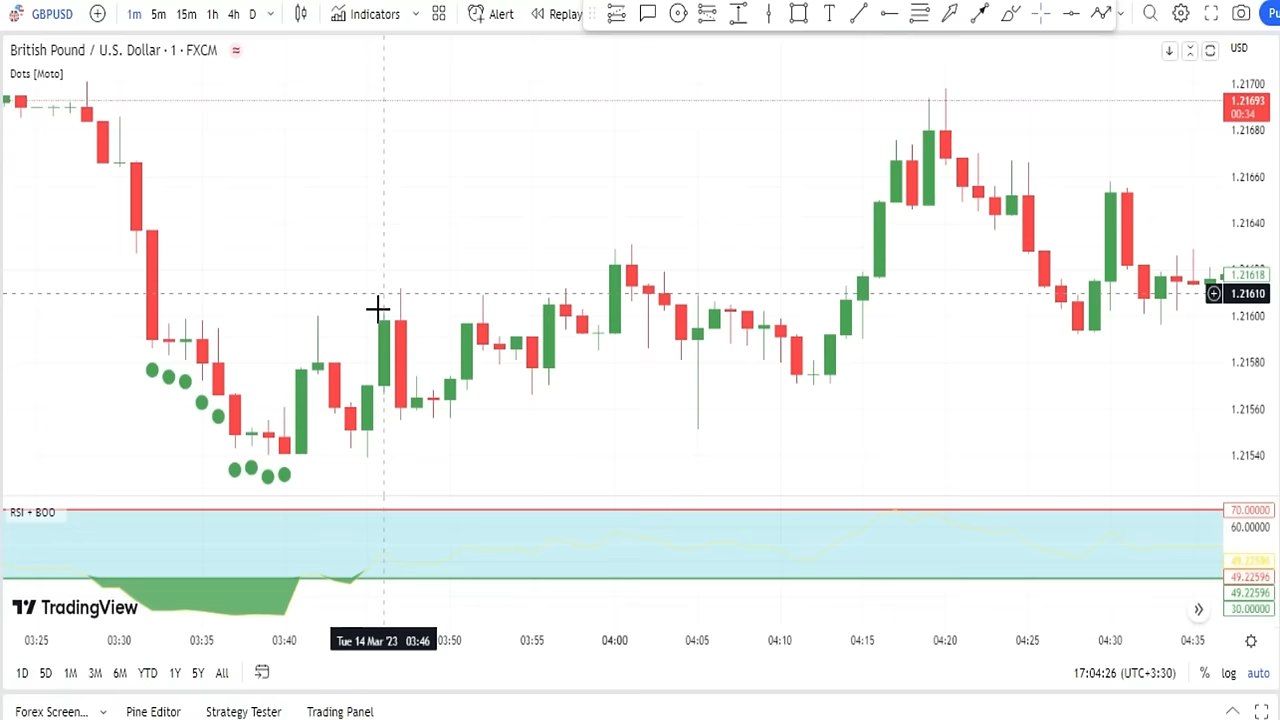 GBPUSD 1m 5m 15m 1h 4h D Indicators Alert Replay
British Pound / U.S. Dollar · 1 · FXCM
USD
Dots [Moto]
1.21700
1.21693
00:34
1.21680
1.21660
1.21640
1.21618
1.21610
1.21600
1.21580
1.21560
1.21540
RSI + BOO
70.00000
60.00000
49.22596
49.22596
49.22596
30.00000
TradingView
03:25 03:30 03:35 03:40 Tue 14 Mar '23 03:46 03:50 03:55 04:00 04:05 04:10 04:15 04:20 04:25 04:30 04:35
1D 5D 1M 3M 6M YTD 1Y 5Y All 17:04:26 (UTC+3:30) % log auto
Forex Screen... Pine Editor Strategy Tester Trading Panel